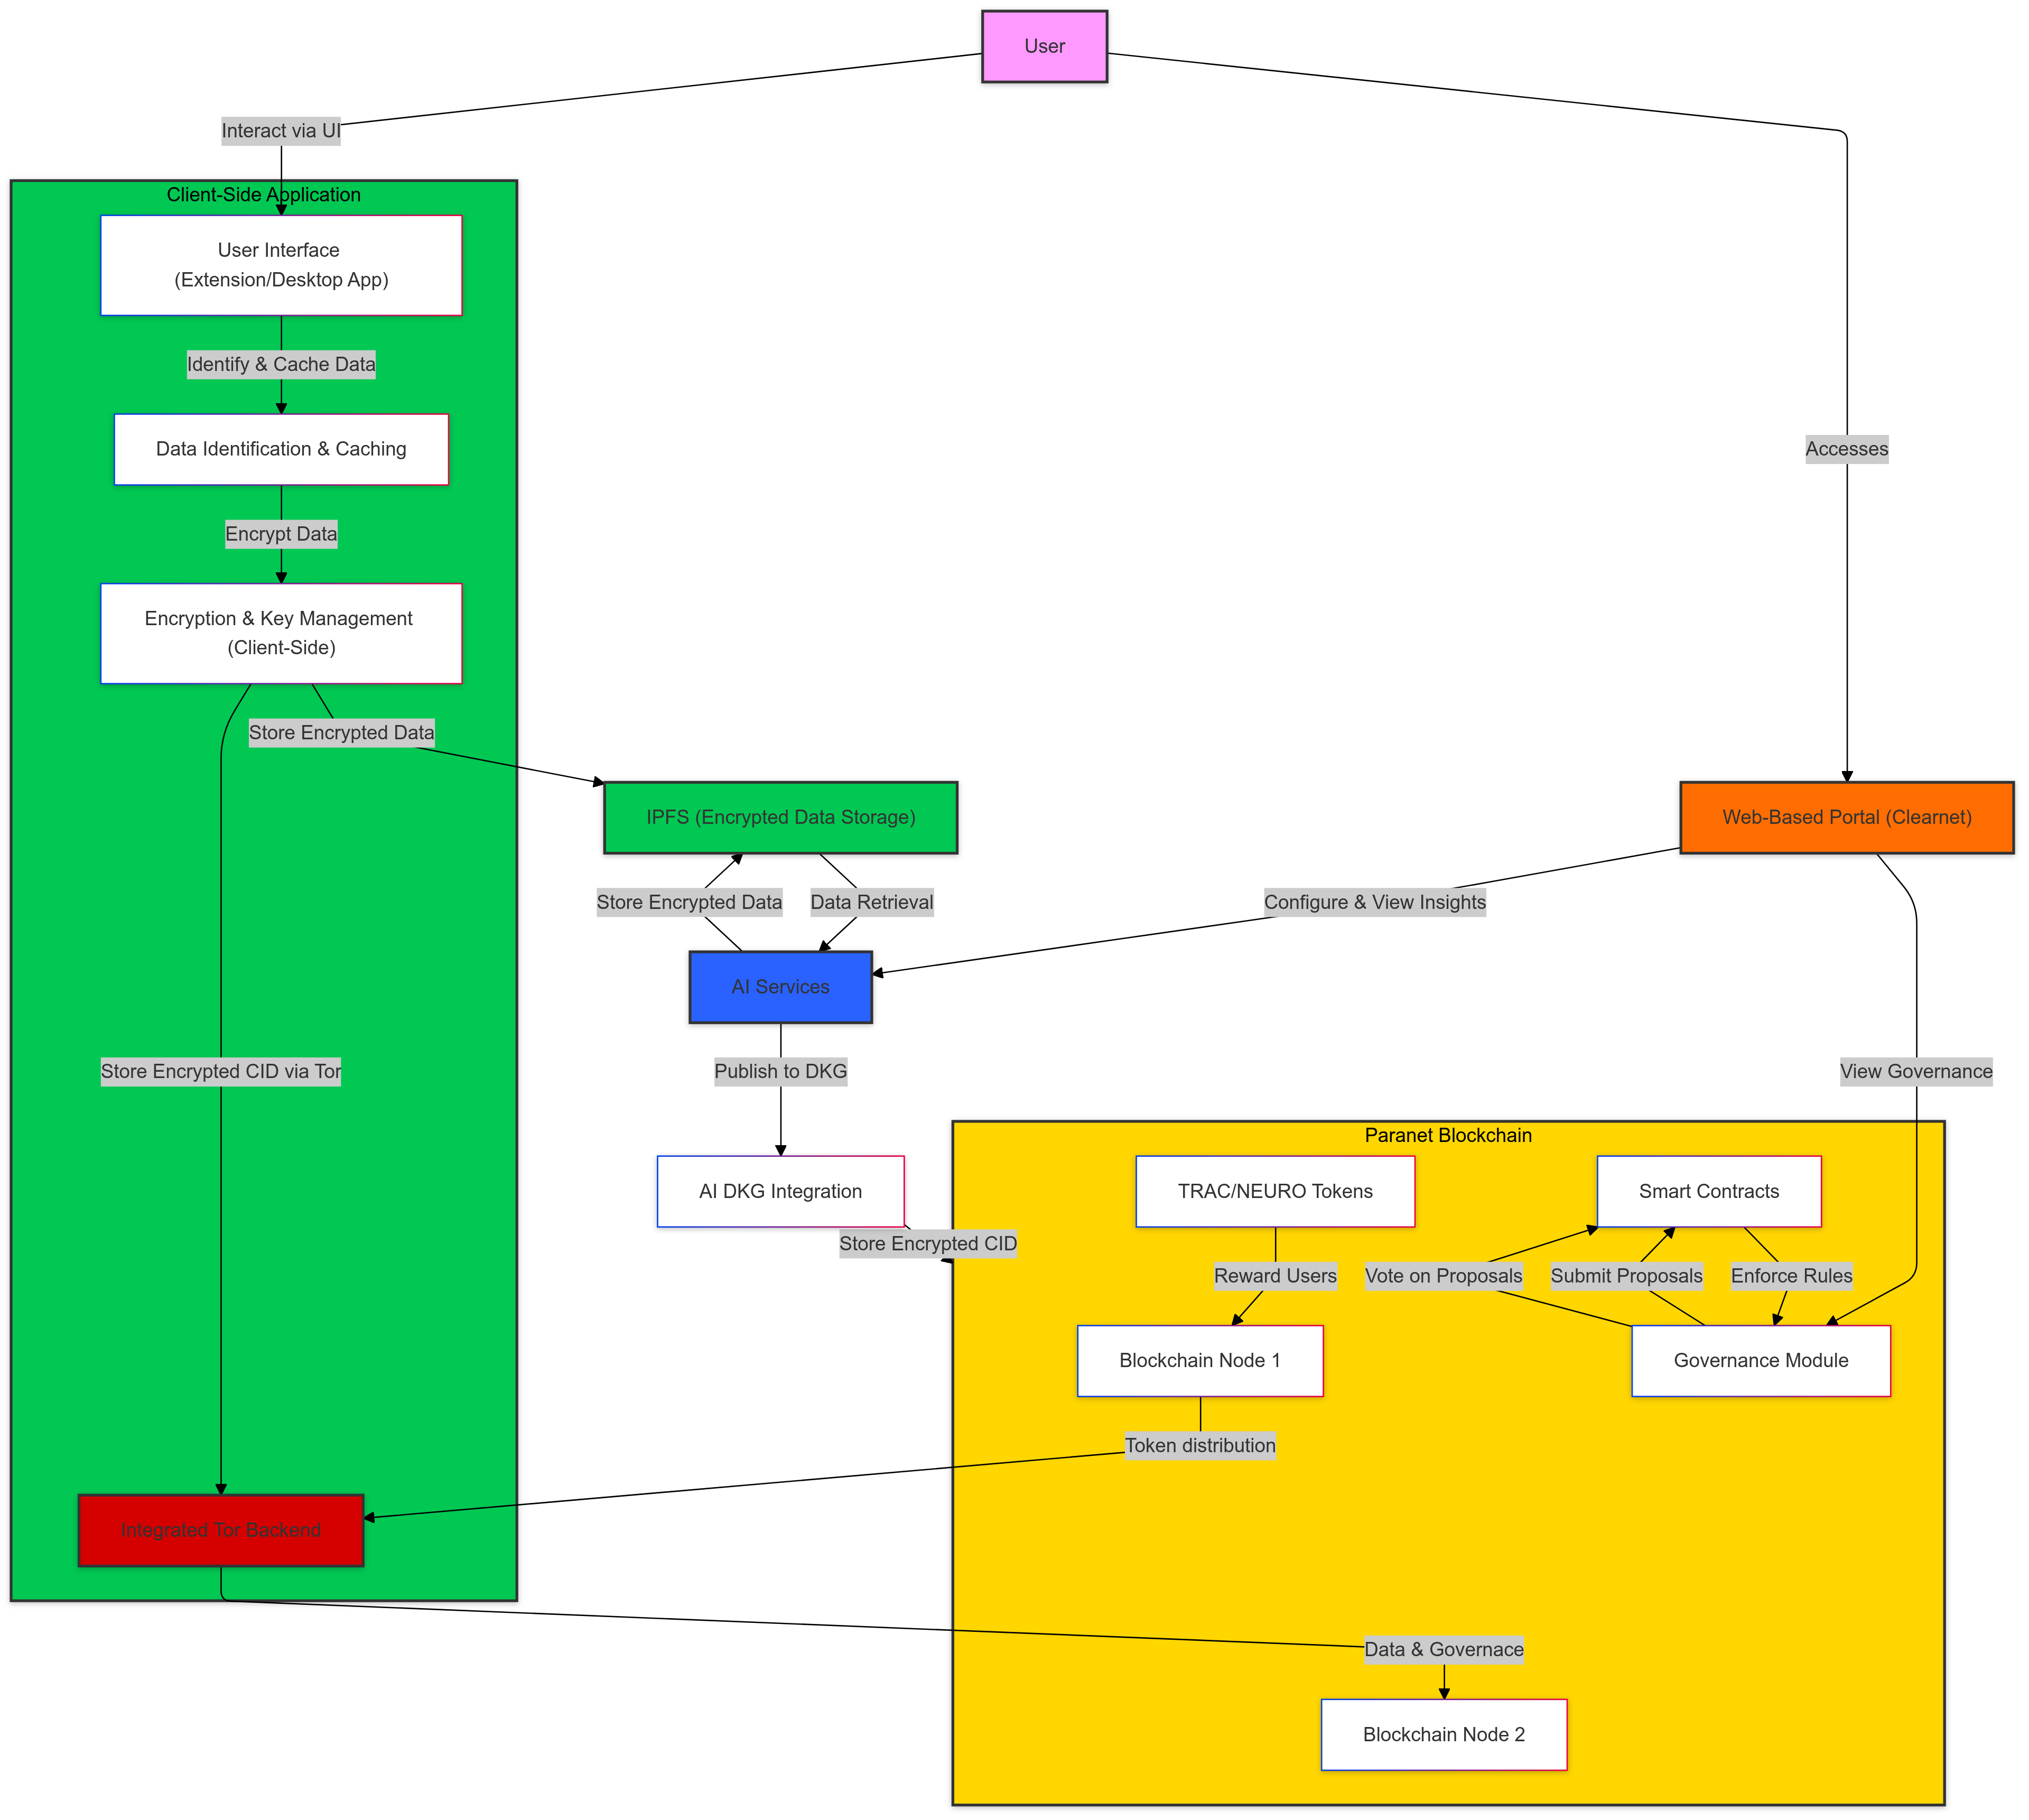 User
Interact via UI
Client-Side Application
User Interface
(Extension/Desktop App)
Identify & Cache Data
Data Identification & Caching
Accesses
Encrypt Data
Encryption & Key Management
(Client-Side)
Store Encrypted Data
IPFS (Encrypted Data Storage)
Web-Based Portal (Clearnet)
Store Encrypted Data
Data Retrieval
Configure & View Insights
AI Services
Store Encrypted CID via Tor
Publish to DKG
View Governance
Paranet Blockchain
AI DKG Integration
TRAC/NEURO Tokens
Smart Contracts
Store Encrypted CID
Reward Users
Vote on Proposals
Submit Proposals
Enforce Rules
Blockchain Node 1
Governance Module
Token distribution
Integrated Tor Backend
Data & Governace
Blockchain Node 2